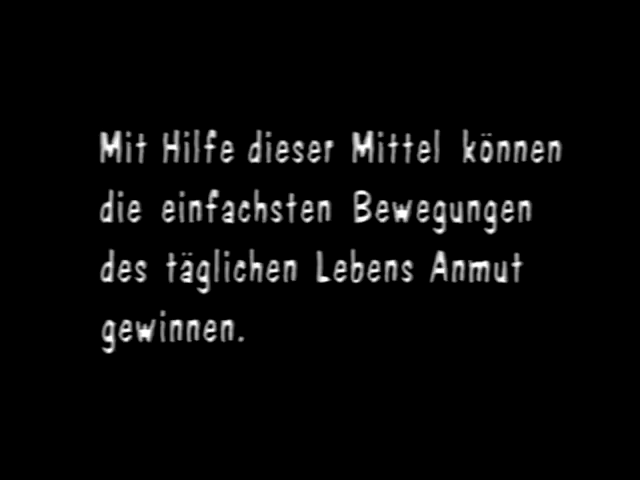 Mit Hilfe dieser Mittel können
die einfachsten Bewegungen
des täglichen Lebens Anmut
gewinnen.